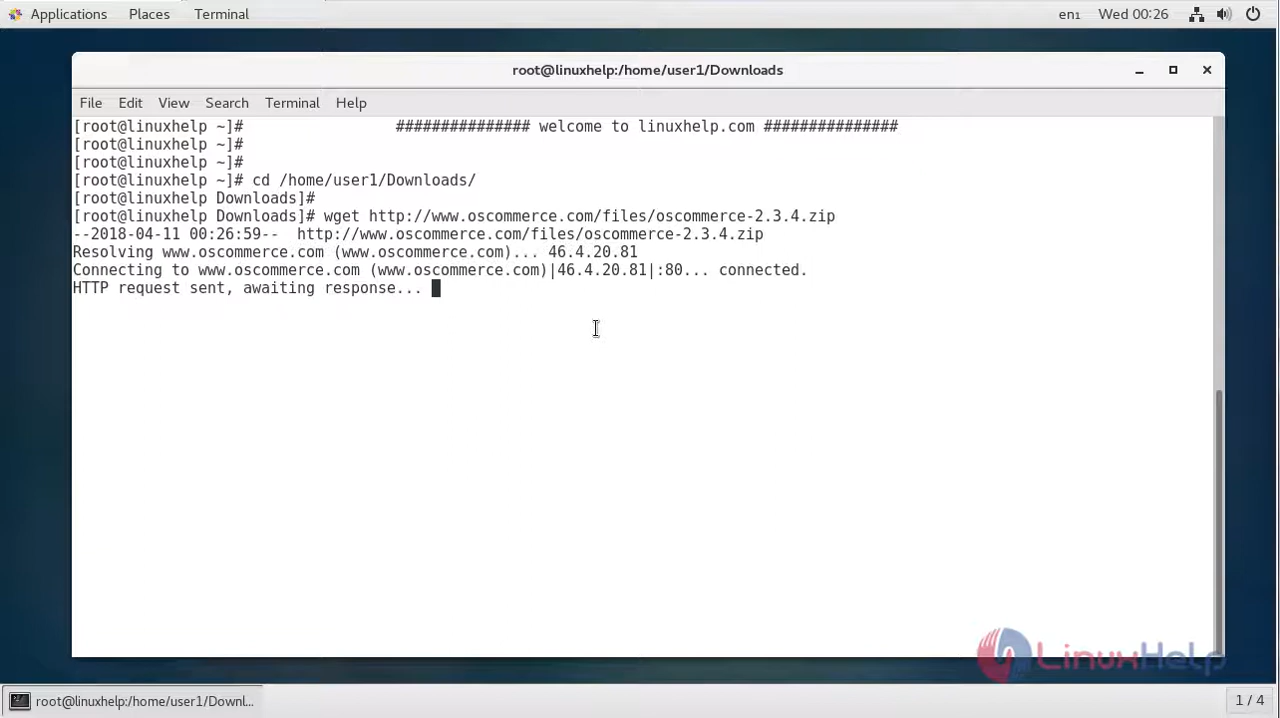 Applications Places Terminal en1 Wed 00:26
root@linuxhelp:/home/user1/Downloads
File Edit View Search Terminal Help
[root@linuxhelp ~]# ############### welcome to linuxhelp.com ###############
[root@linuxhelp ~]#
[root@linuxhelp ~]#
[root@linuxhelp ~]# cd /home/user1/Downloads/
[root@linuxhelp Downloads]#
[root@linuxhelp Downloads]# wget http://www.oscommerce.com/files/oscommerce-2.3.4.zip
--2018-04-11 00:26:59-- http://www.oscommerce.com/files/oscommerce-2.3.4.zip
Resolving www.oscommerce.com (www.oscommerce.com)... 46.4.20.81
Connecting to www.oscommerce.com (www.oscommerce.com)|46.4.20.81|:80... connected.
HTTP request sent, awaiting response...
LinuxHelp
root@linuxhelp:/home/user1/Downl... 1 / 4